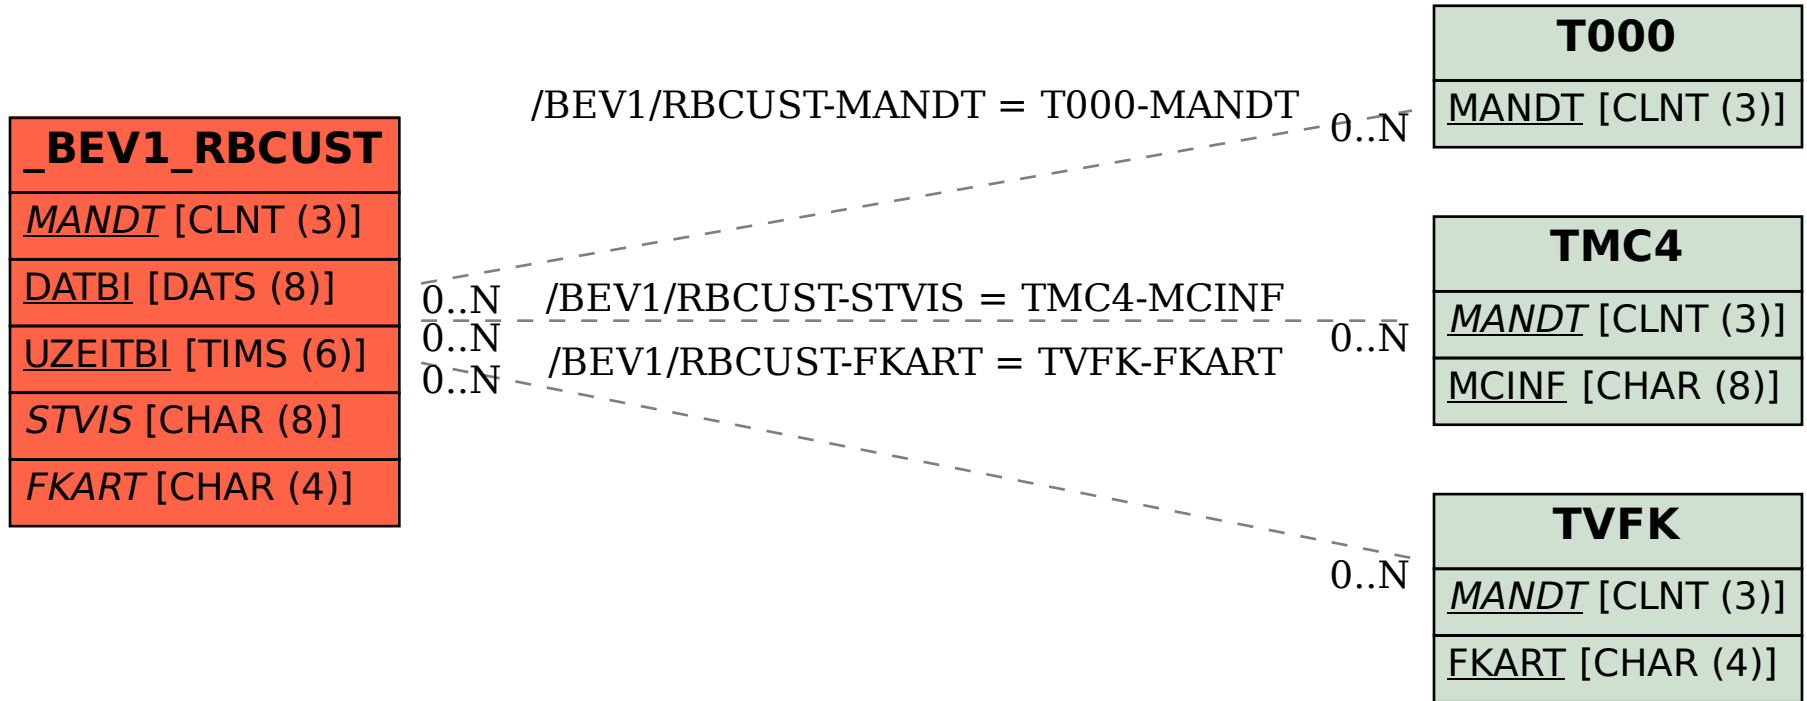 _BEV1_RBCUST
MANDT [CLNT (3)]
DATBI [DATS (8)]
UZEITBI [TIMS (6)]
STVIS [CHAR (8)]
FKART [CHAR (4)]
/BEV1/RBCUST-MANDT = T000-MANDT
0..N
0..N
/BEV1/RBCUST-STVIS = TMC4-MCINF
0..N
0..N
/BEV1/RBCUST-FKART = TVFK-FKART
0..N
0..N
T000
MANDT [CLNT (3)]
TMC4
MANDT [CLNT (3)]
MCINF [CHAR (8)]
TVFK
MANDT [CLNT (3)]
FKART [CHAR (4)]